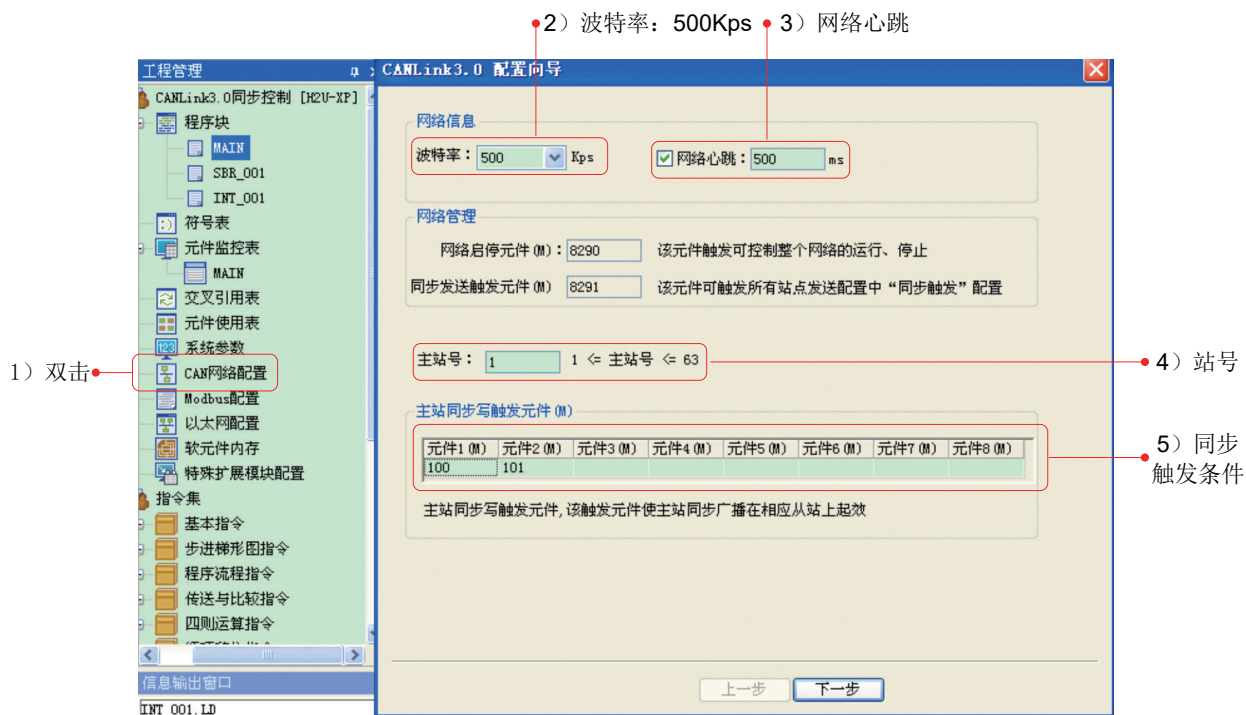 2）波特率：500Kps
3）网络心跳
工程管理
CANLink3.0 配置向导
CANLink3.0同步控制 [H2U-XP]
程序块
MAIN
SBR_001
INT_001
符号表
元件监控表
MAIN
交叉引用表
元件使用表
系统参数
1）双击
CAN网络配置
Modbus配置
以太网配置
软元件内存
特殊扩展模块配置
指令集
基本指令
步进梯形图指令
程序流程指令
传送与比较指令
四则运算指令
信息输出窗口
INT_001.LD
网络信息
波特率： 500 Kps
网络心跳： 500 ms
网络管理
网络启停元件(M)： 8290 该元件触发可控制整个网络的运行、停止
同步发送触发元件(M) 8291 该元件可触发所有站点发送配置中“同步触发”配置
主站号： 1 1 <= 主站号 <= 63
4）站号
主站同步写触发元件(M)
元件1(M) 元件2(M) 元件3(M) 元件4(M) 元件5(M) 元件6(M) 元件7(M) 元件8(M)
100 101
5）同步
触发条件
主站同步写触发元件,该触发元件使主站同步广播在相应从站上起效
上一步 下一步